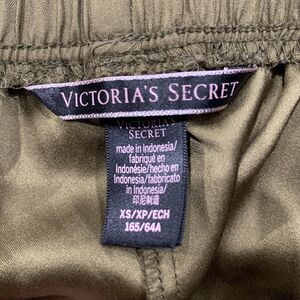 VICTORIA'S SECRET
VICTORIA'S
SECRET
made in Indonesia/
fabriqué en
Indonésie/hecho en
Indonesia/fabbricato
in Indonesia/
印尼制造
XS/XP/ECH
165/64A